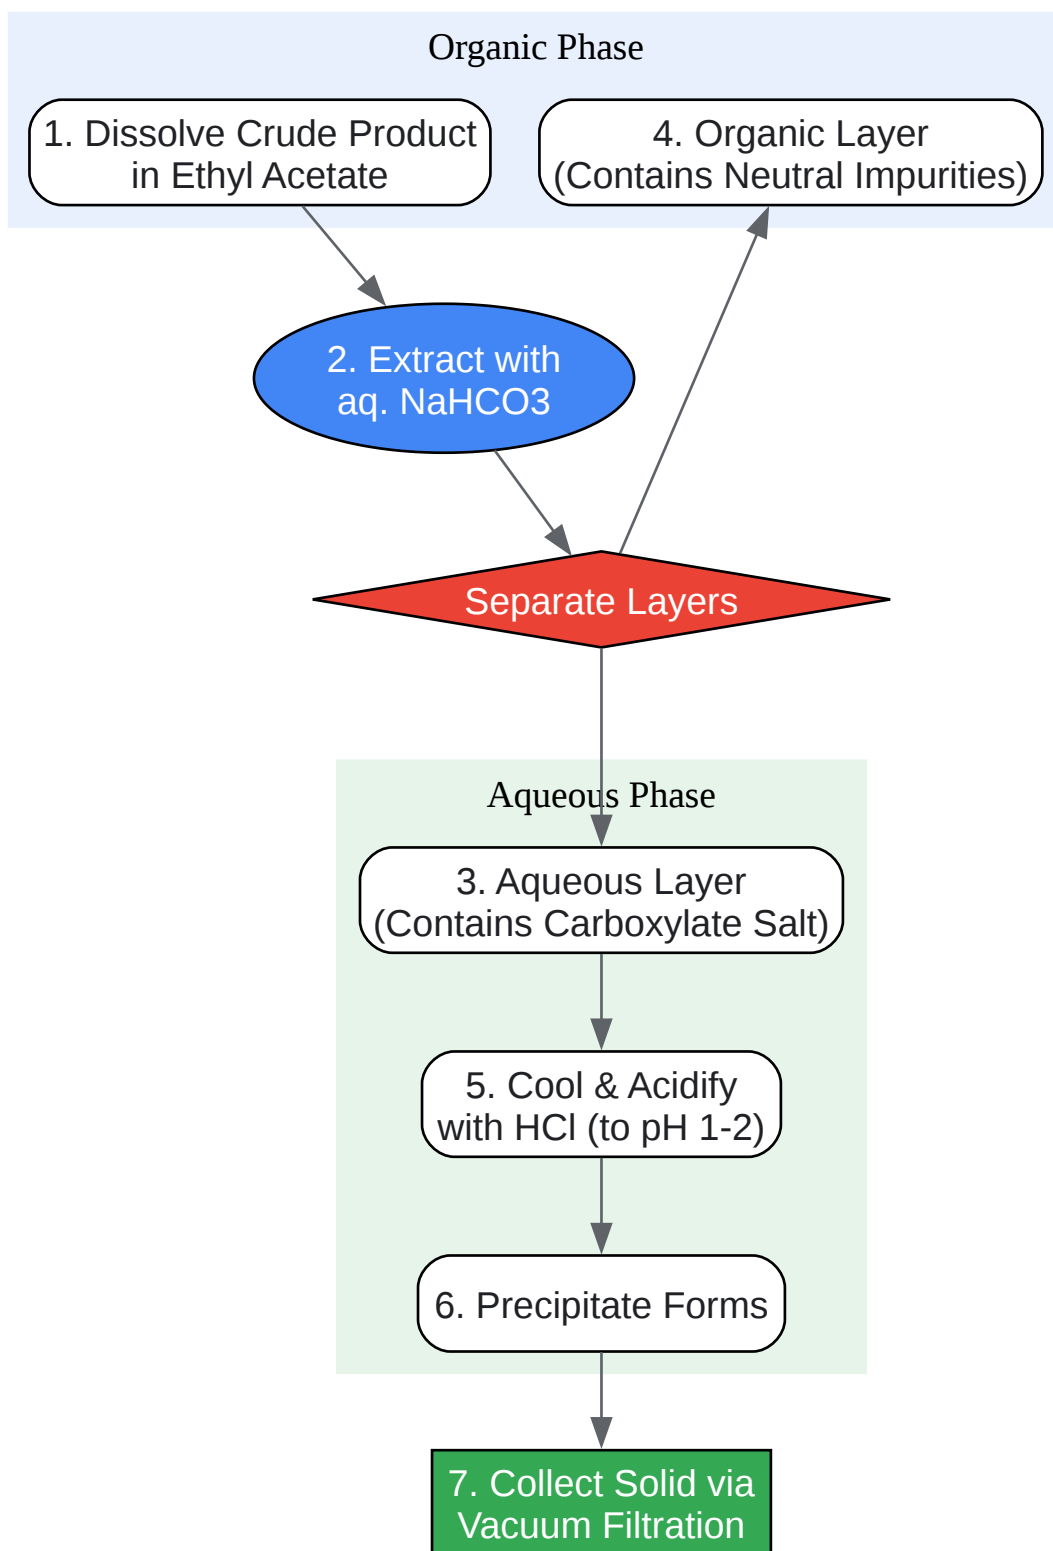 Organic Phase
1. Dissolve Crude Product
in Ethyl Acetate
4. Organic Layer
(Contains Neutral Impurities)
2. Extract with
aq. NaHCO3
Separate Layers
Aqueous Phase
3. Aqueous Layer
(Contains Carboxylate Salt)
5. Cool & Acidify
with HCl (to pH 1-2)
6. Precipitate Forms
7. Collect Solid via
Vacuum Filtration